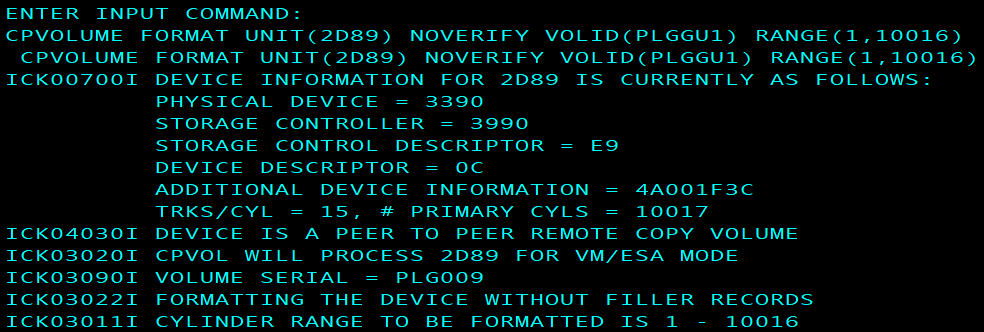 ENTER INPUT COMMAND:
CPVOLUME FORMAT UNIT(2D89) NOVERIFY VOLID(PLGGU1) RANGE(1,10016)
CPVOLUME FORMAT UNIT(2D89) NOVERIFY VOLID(PLGGU1) RANGE(1,10016)
ICK00700I DEVICE INFORMATION FOR 2D89 IS CURRENTLY AS FOLLOWS:
PHYSICAL DEVICE = 3390
STORAGE CONTROLLER = 3990
STORAGE CONTROL DESCRIPTOR = E9
DEVICE DESCRIPTOR = 0C
ADDITIONAL DEVICE INFORMATION = 4A001F3C
TRKS/CYL = 15, # PRIMARY CYLS = 10017
ICK04030I DEVICE IS A PEER TO PEER REMOTE COPY VOLUME
ICK03020I CPVOL WILL PROCESS 2D89 FOR VM/ESA MODE
ICK03090I VOLUME SERIAL = PLG009
ICK03022I FORMATTING THE DEVICE WITHOUT FILLER RECORDS
ICK03011I CYLINDER RANGE TO BE FORMATTED IS 1 - 10016